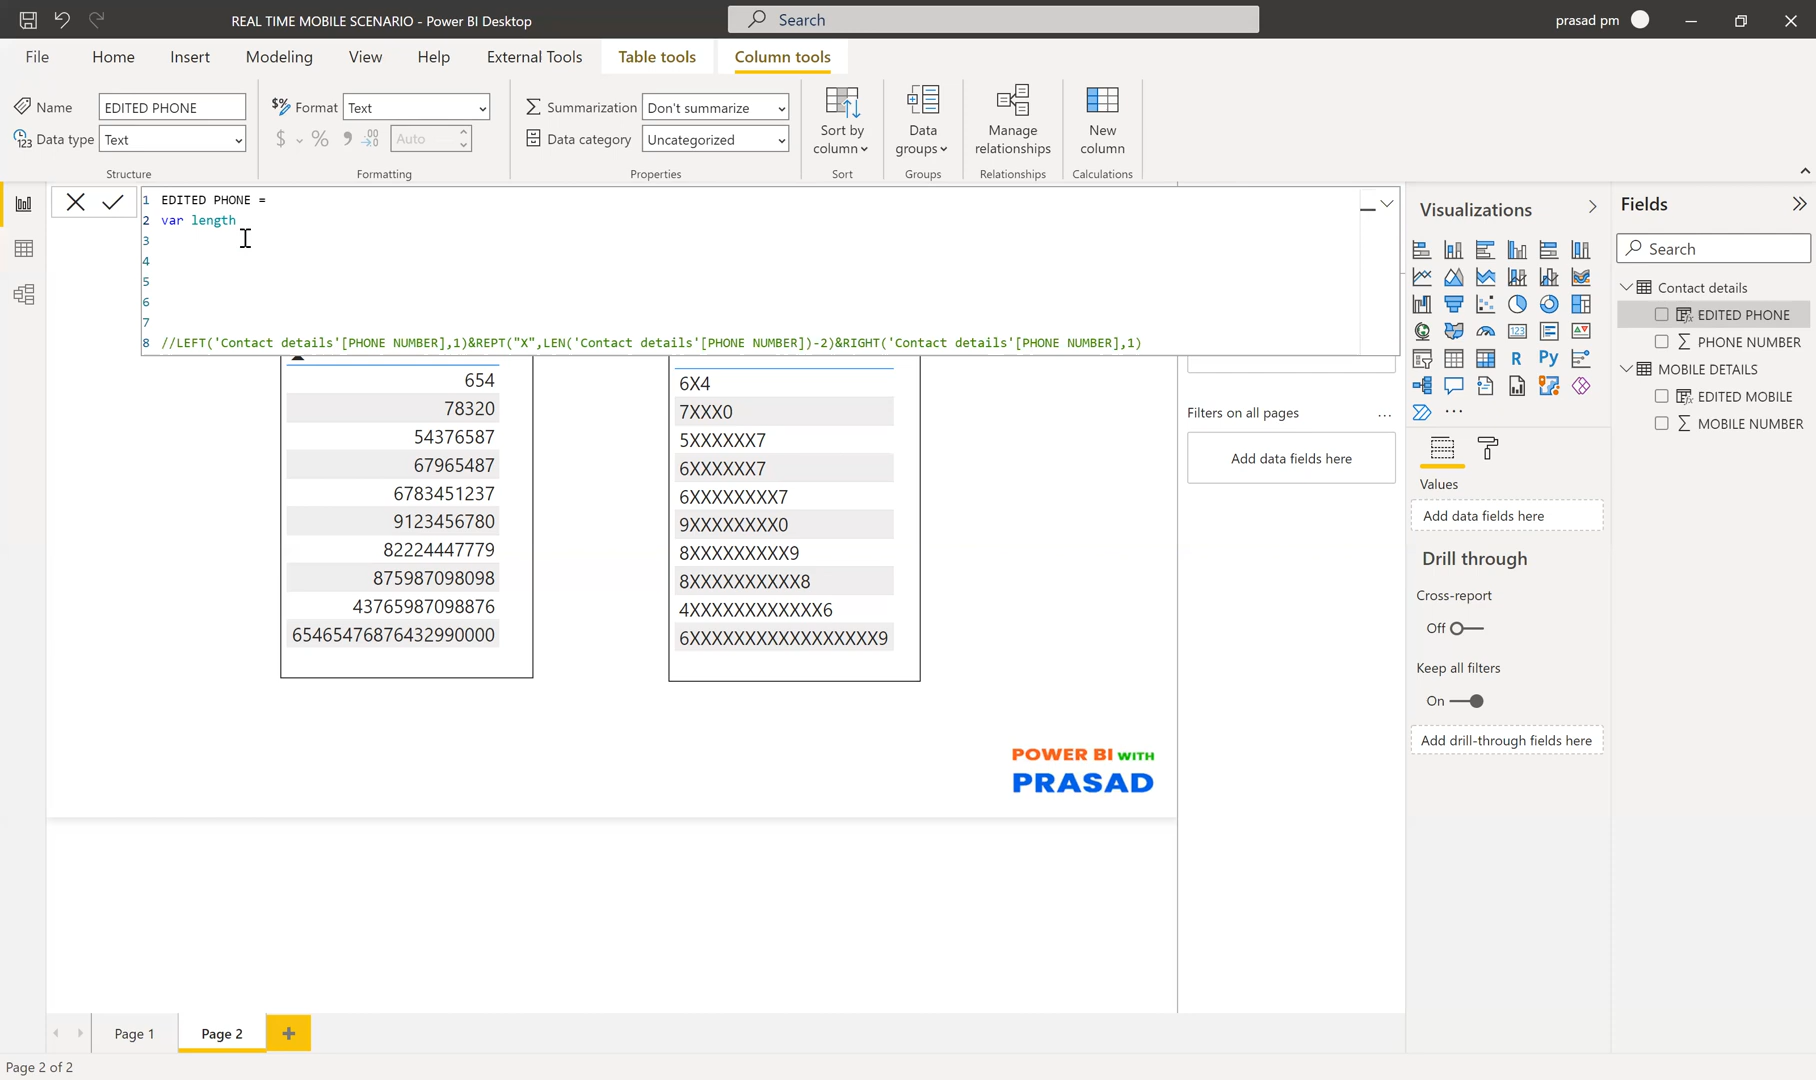 REAL TIME MOBILE SCENARIO - Power BI Desktop
Search
prasad pm
File Home Insert Modeling View Help External Tools Table tools Column tools
Name EDITED PHONE
Data type Text
Structure
Format Text
$ % 9 .00 Auto
Formatting
Summarization Don't summarize
Data category Uncategorized
Properties
Sort by column
Sort
Data groups
Groups
Manage relationships
Relationships
New column
Calculations
1 EDITED PHONE =
2 var length
3
4
5
6
7
8 //LEFT('Contact details'[PHONE NUMBER],1)&REPT("X",LEN('Contact details'[PHONE NUMBER])-2)&RIGHT('Contact details'[PHONE NUMBER],1)
654
78320
54376587
67965487
6783451237
9123456780
82224447779
875987098098
43765987098876
65465476876432990000
6X4
7XXX0
5XXXXXX7
6XXXXXX7
6XXXXXXXX7
9XXXXXXXX0
8XXXXXXXXX9
8XXXXXXXXXX8
4XXXXXXXXXXXX6
6XXXXXXXXXXXXXXXXX9
POWER BI WITH
PRASAD
Filters on all pages ...
Add data fields here
Visualizations
R Py
...
Values
Add data fields here
Drill through
Cross-report
Off
Keep all filters
On
Add drill-through fields here
Fields
Search
Contact details
EDITED PHONE
PHONE NUMBER
MOBILE DETAILS
EDITED MOBILE
MOBILE NUMBER
Page 1 Page 2 +
Page 2 of 2